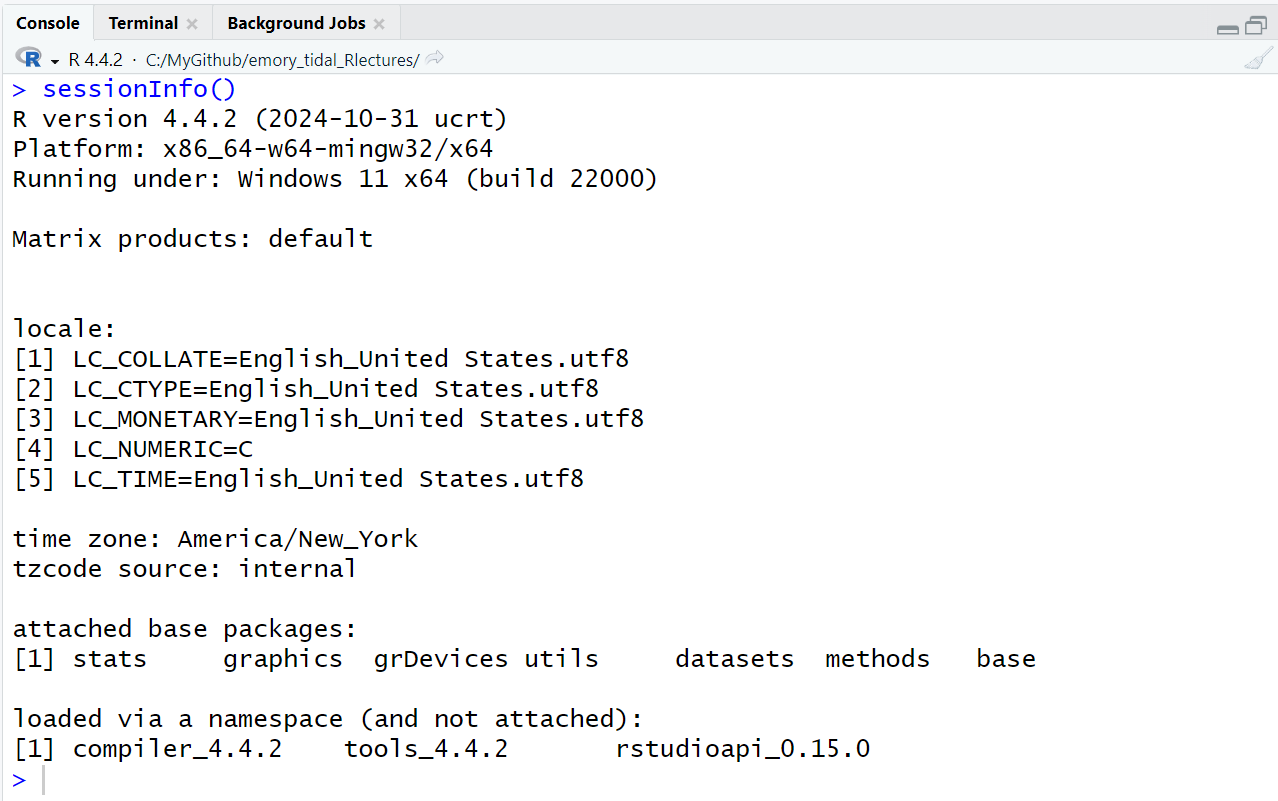 Console Terminal Background Jobs
R R 4.4.2 · C:/MyGithub/emory_tidal_Rlectures/
> sessionInfo()
R version 4.4.2 (2024-10-31 ucrt)
Platform: x86_64-w64-mingw32/x64
Running under: Windows 11 x64 (build 22000)

Matrix products: default


locale:
[1] LC_COLLATE=English_United States.utf8
[2] LC_CTYPE=English_United States.utf8
[3] LC_MONETARY=English_United States.utf8
[4] LC_NUMERIC=C
[5] LC_TIME=English_United States.utf8

time zone: America/New_York
tzcode source: internal

attached base packages:
[1] stats     graphics  grDevices utils     datasets  methods   base

loaded via a namespace (and not attached):
[1] compiler_4.4.2    tools_4.4.2       rstudioapi_0.15.0
>